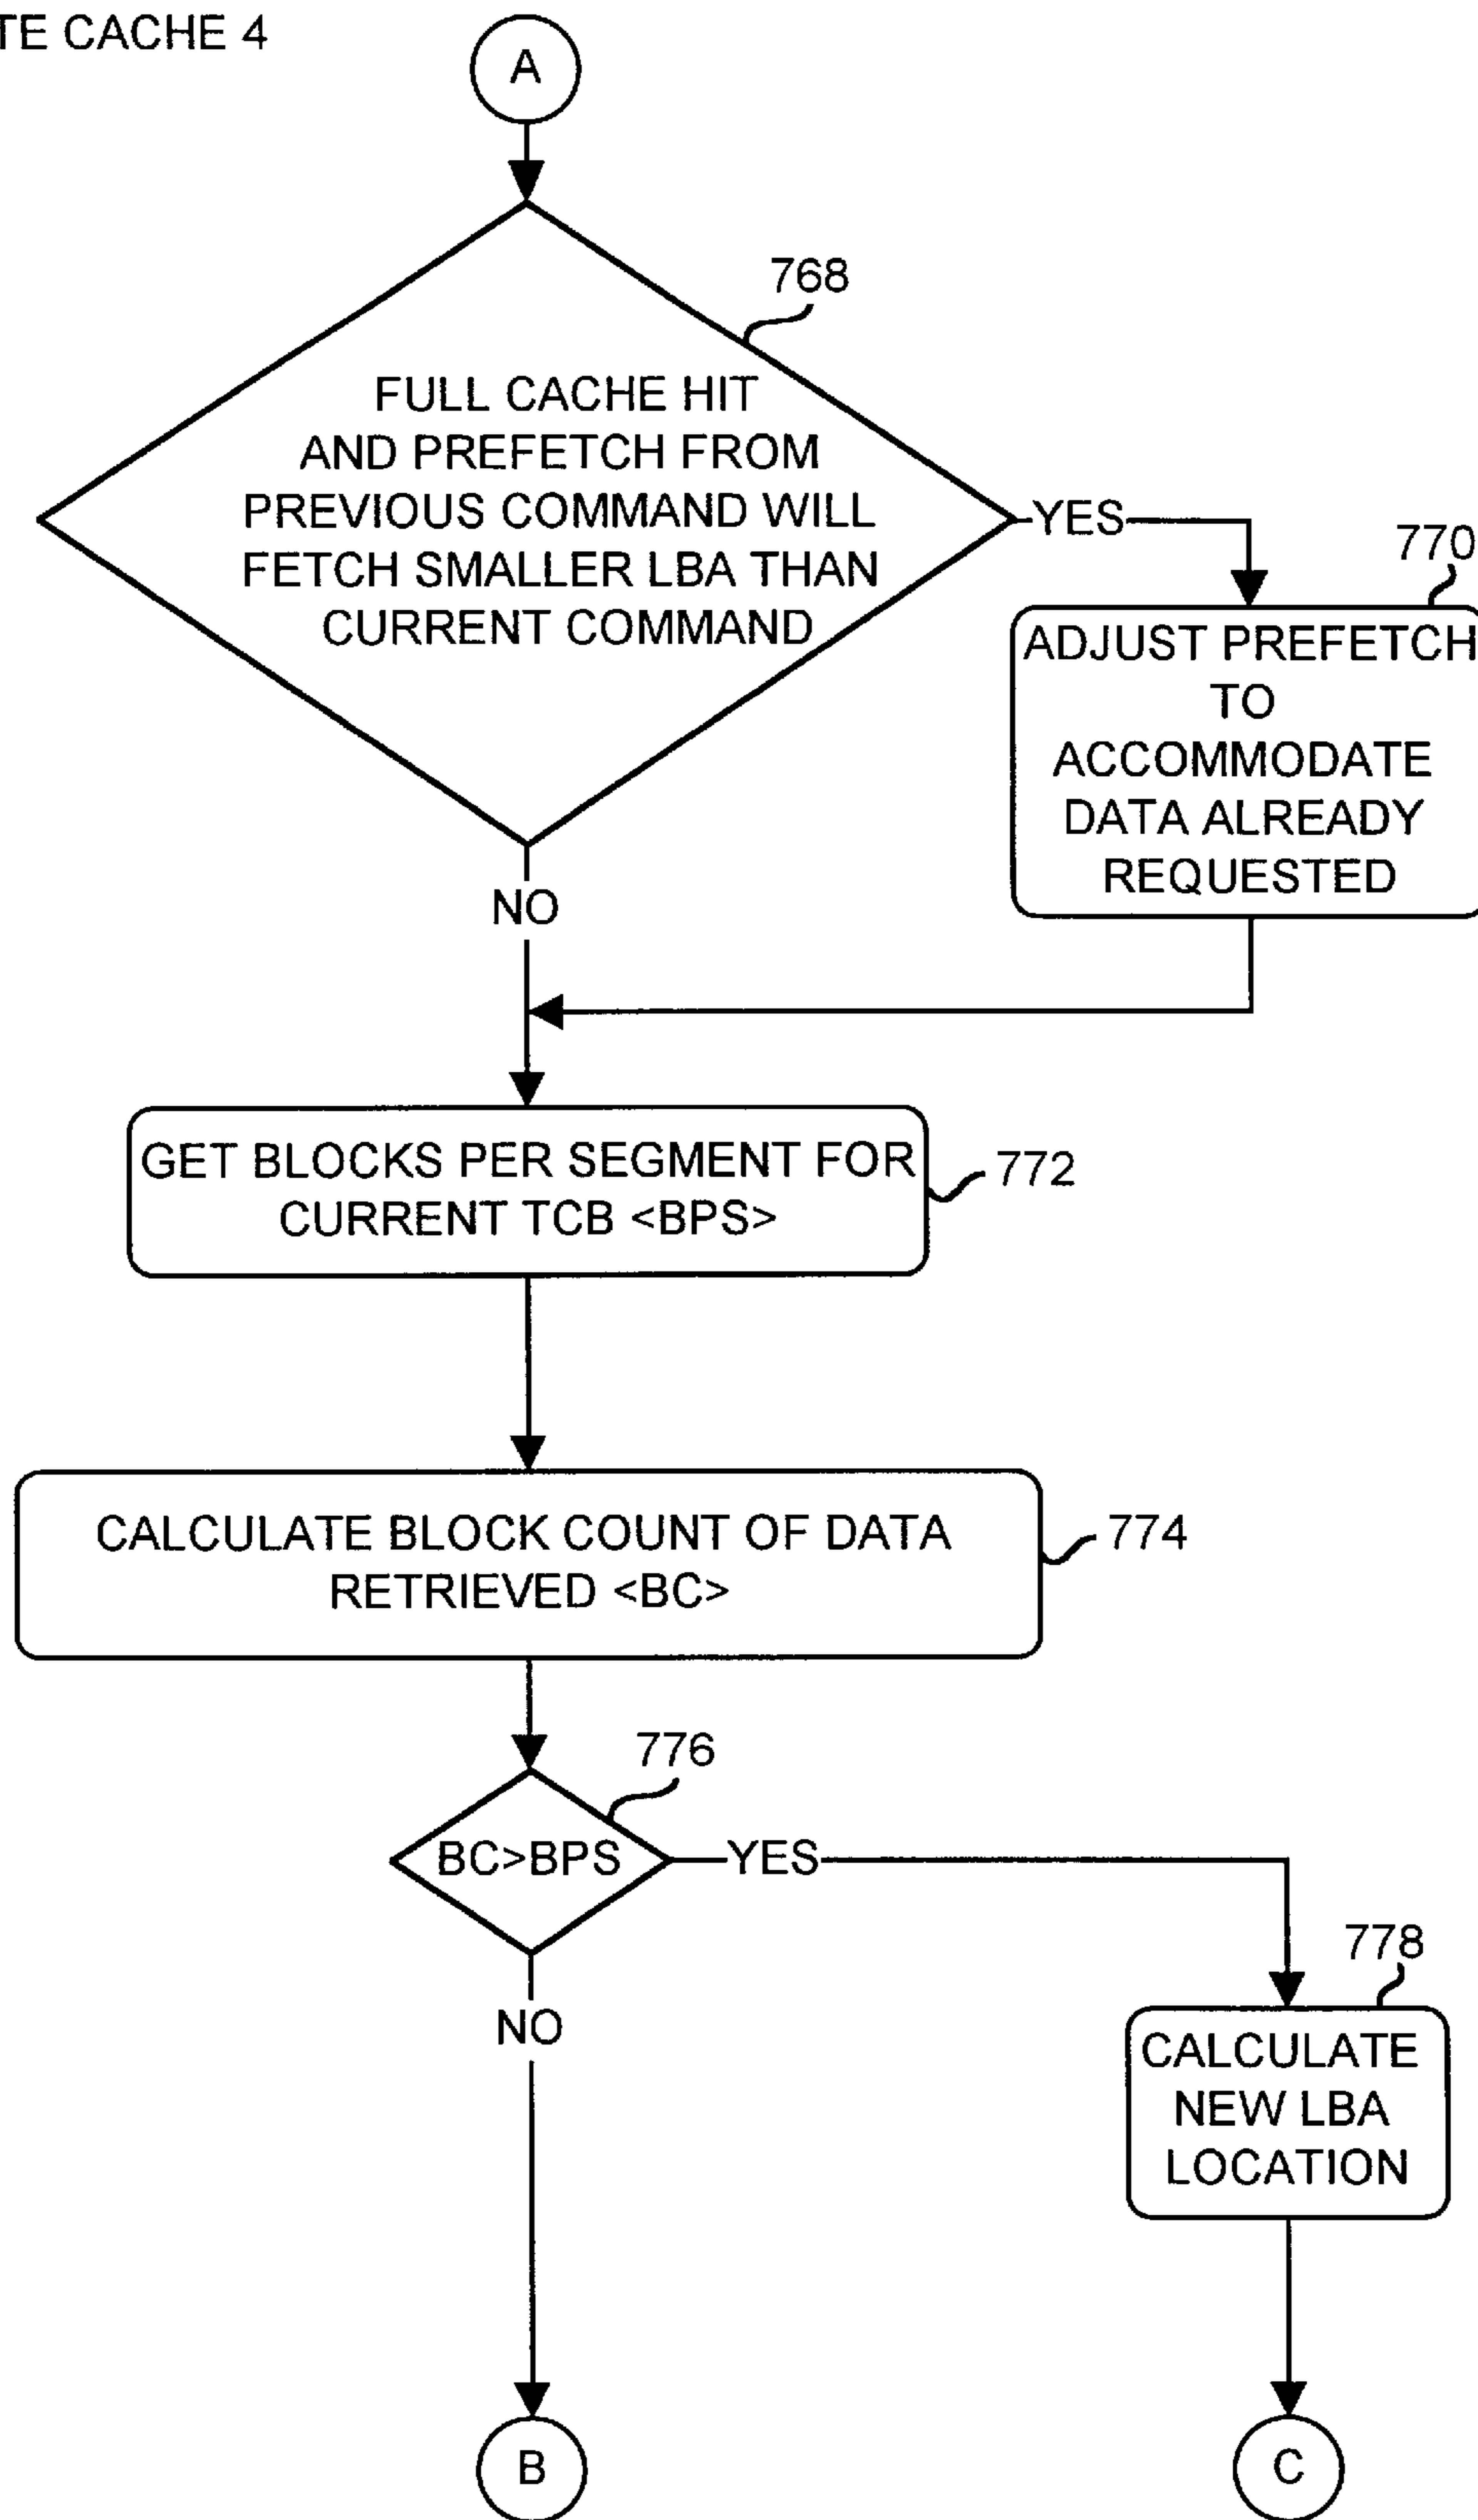 TE CACHE 4
A
768
FULL CACHE HIT
AND PREFETCH FROM
PREVIOUS COMMAND WILL
FETCH SMALLER LBA THAN
CURRENT COMMAND
YES
770
ADJUST PREFETCH
TO
ACCOMMODATE
DATA ALREADY
REQUESTED
NO
GET BLOCKS PER SEGMENT FOR
CURRENT TCB <BPS>
772
CALCULATE BLOCK COUNT OF DATA
RETRIEVED <BC>
774
776
BC>BPS
YES
778
CALCULATE
NEW LBA
LOCATION
NO
B
C